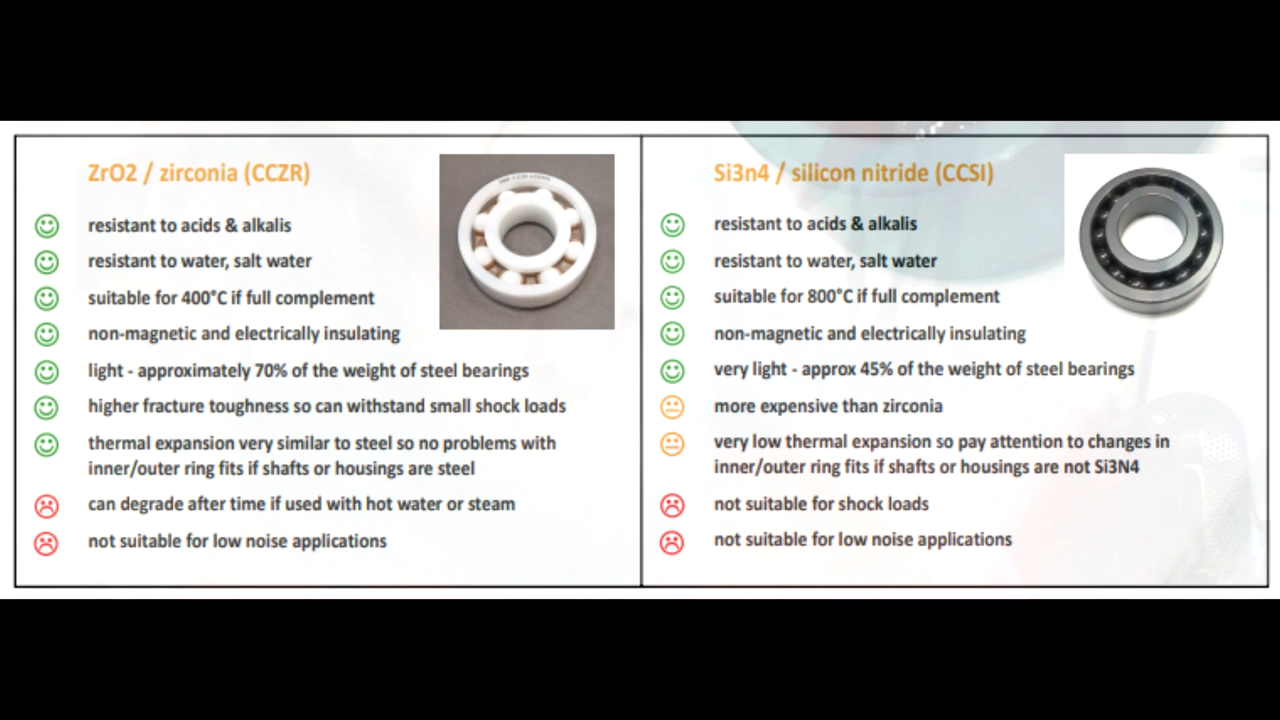 ZrO2 / zirconia (CCZR)
resistant to acids & alkalis
resistant to water, salt water
suitable for 400°C if full complement
non-magnetic and electrically insulating
light - approximately 70% of the weight of steel bearings
higher fracture toughness so can withstand small shock loads
thermal expansion very similar to steel so no problems with
inner/outer ring fits if shafts or housings are steel
can degrade after time if used with hot water or steam
not suitable for low noise applications
Si3n4 / silicon nitride (CCSI)
resistant to acids & alkalis
resistant to water, salt water
suitable for 800°C if full complement
non-magnetic and electrically insulating
very light - approx 45% of the weight of steel bearings
more expensive than zirconia
very low thermal expansion so pay attention to changes in
inner/outer ring fits if shafts or housings are not Si3N4
not suitable for shock loads
not suitable for low noise applications